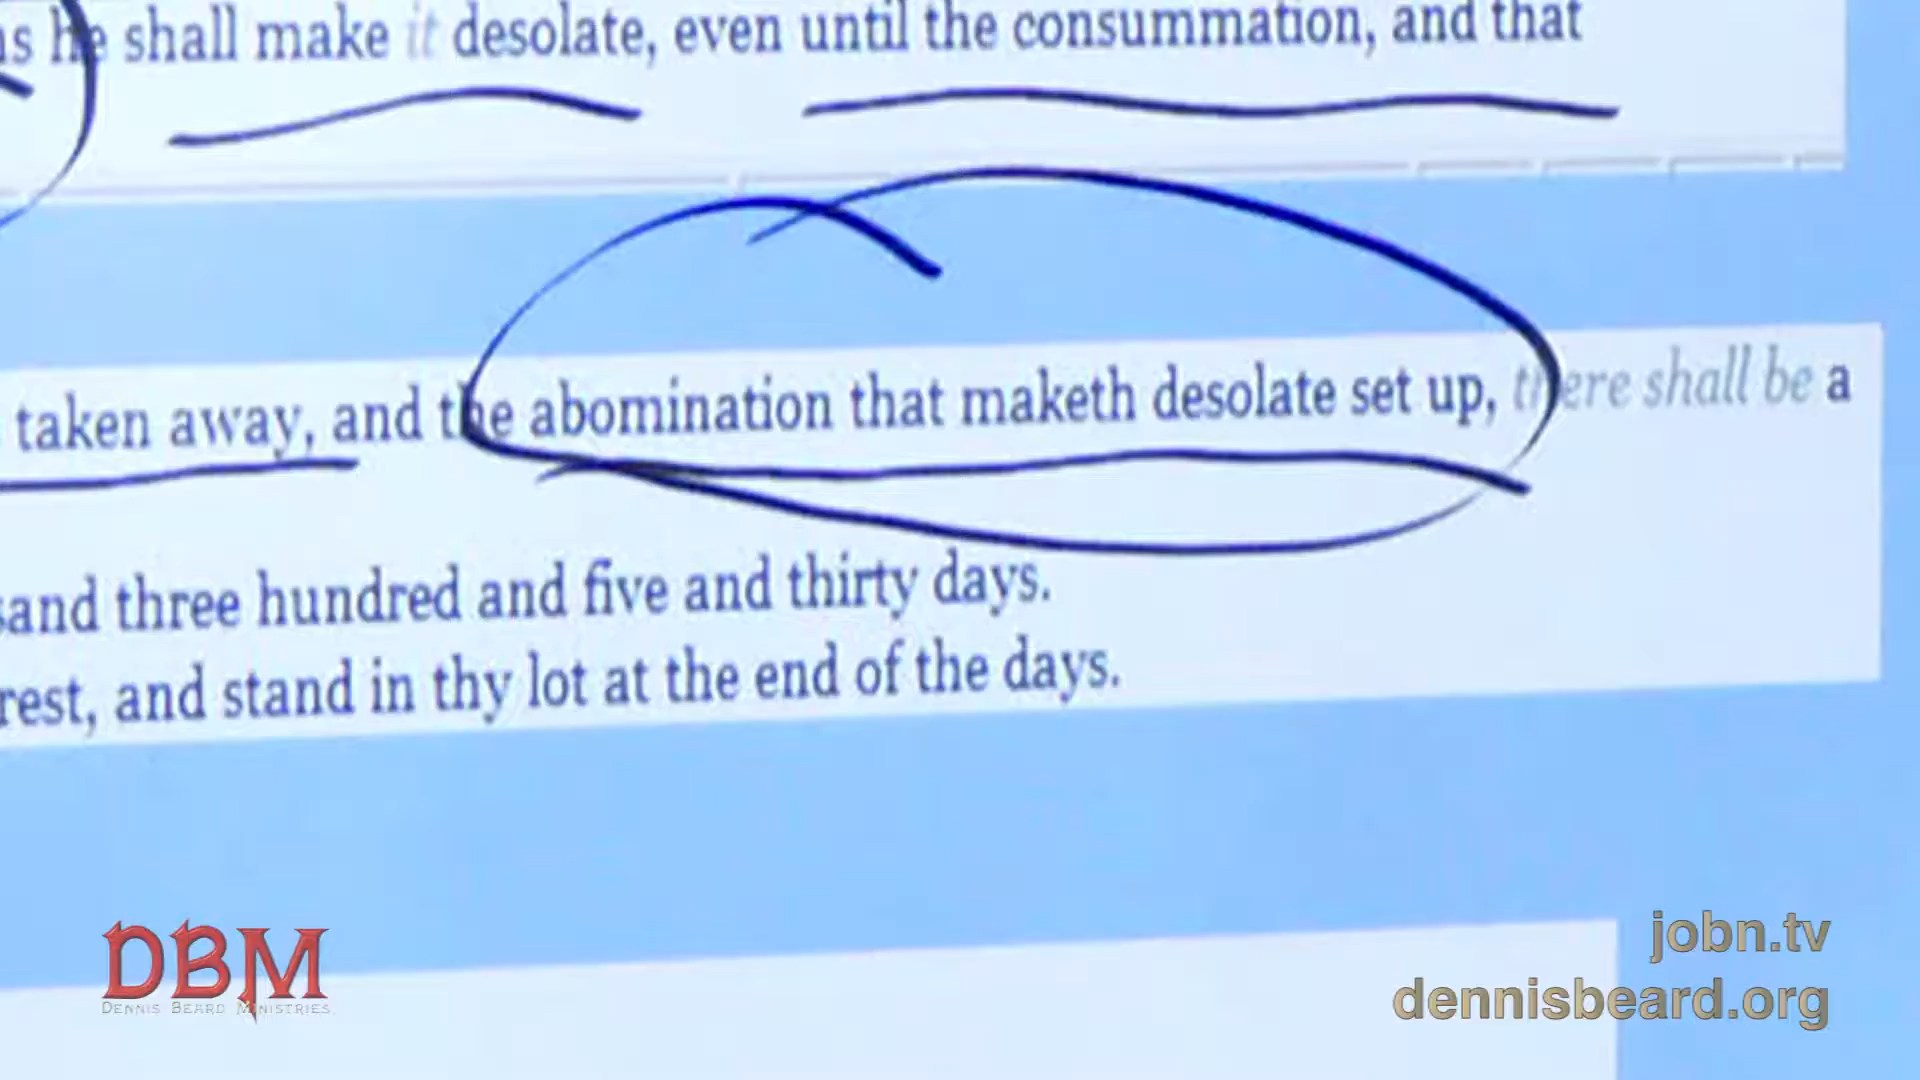 he shall make it desolate, even until the consummation, and that
taken away, and the abomination that maketh desolate set up, there shall be a
three hundred and five and thirty days.
rest, and stand in thy lot at the end of the days.
DBM
DENNIS BEARD MINISTRIES
jobn.tv
dennisbeard.org